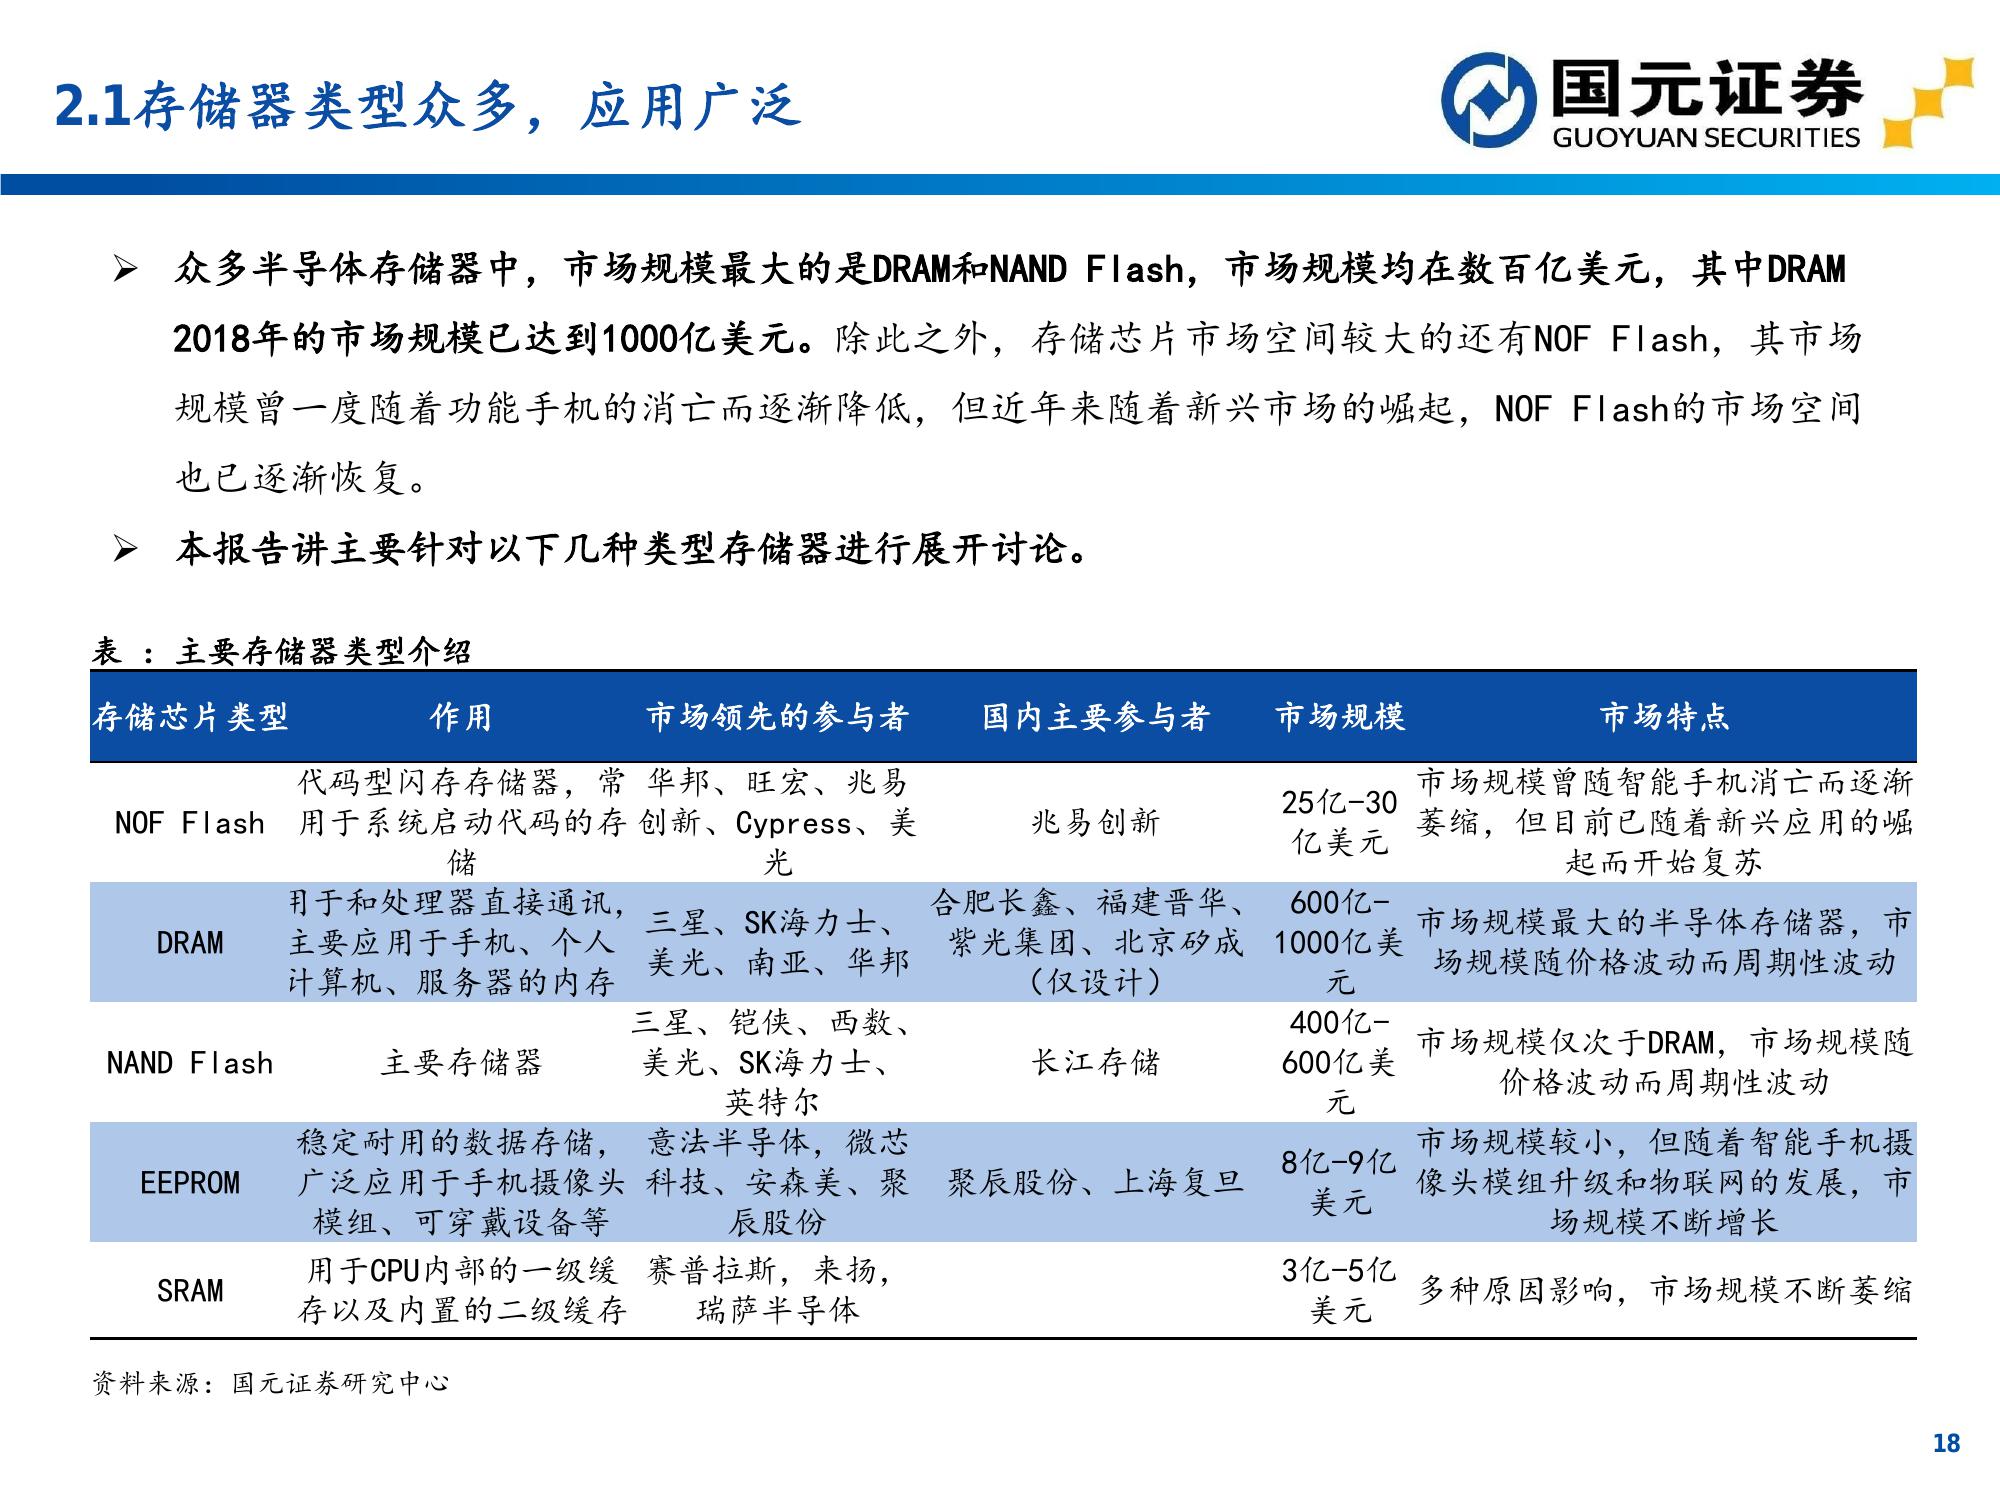 2.1存储器类型众多，应用广泛
国元证券
GUOYUAN SECURITIES
➢ 众多半导体存储器中，市场规模最大的是DRAM和NAND Flash，市场规模均在数百亿美元，其中DRAM
2018年的市场规模已达到1000亿美元。除此之外，存储芯片市场空间较大的还有NOF Flash，其市场
规模曾一度随着功能手机的消亡而逐渐降低，但近年来随着新兴市场的崛起，NOF Flash的市场空间
也已逐渐恢复。
➢ 本报告讲主要针对以下几种类型存储器进行展开讨论。
表 ：主要存储器类型介绍
存储芯片类型 作用 市场领先的参与者 国内主要参与者 市场规模 市场特点
NOF Flash
代码型闪存存储器，常
用于系统启动代码的存
储
华邦、旺宏、兆易
创新、Cypress、美
光
兆易创新
25亿-30
亿美元
市场规模曾随智能手机消亡而逐渐
萎缩，但目前已随着新兴应用的崛
起而开始复苏
DRAM
用于和处理器直接通讯，
主要应用于手机、个人
计算机、服务器的内存
三星、SK海力士、
美光、南亚、华邦
合肥长鑫、福建晋华、
紫光集团、北京矽成
（仅设计）
600亿-
1000亿美
元
市场规模最大的半导体存储器，市
场规模随价格波动而周期性波动
NAND Flash
主要存储器
三星、铠侠、西数、
美光、SK海力士、
英特尔
长江存储
400亿-
600亿美
元
市场规模仅次于DRAM，市场规模随
价格波动而周期性波动
EEPROM
稳定耐用的数据存储，
广泛应用于手机摄像头
模组、可穿戴设备等
意法半导体，微芯
科技、安森美、聚
辰股份
聚辰股份、上海复旦
8亿-9亿
美元
市场规模较小，但随着智能手机摄
像头模组升级和物联网的发展，市
场规模不断增长
SRAM
用于CPU内部的一级缓
存以及内置的二级缓存
赛普拉斯，来扬，
瑞萨半导体
3亿-5亿
美元
多种原因影响，市场规模不断萎缩
资料来源：国元证券研究中心
18